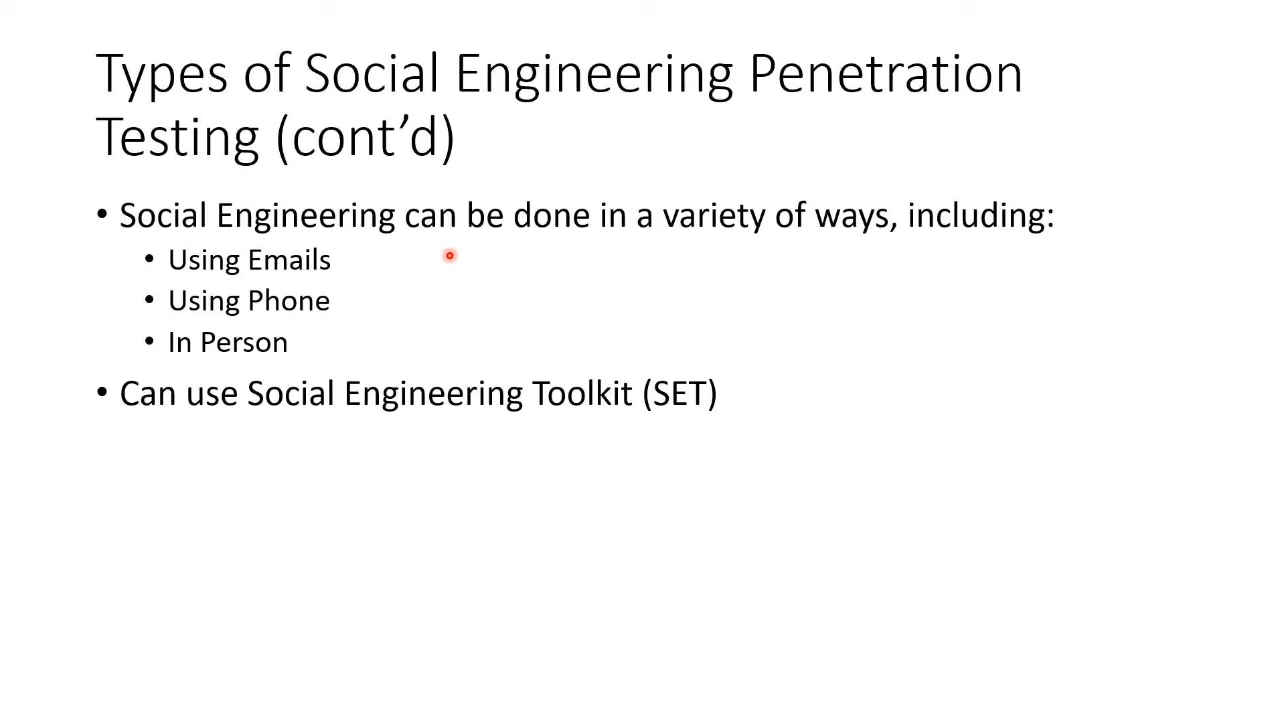 Types of Social Engineering Penetration
Testing (cont’d)
• Social Engineering can be done in a variety of ways, including:
• Using Emails
• Using Phone
• In Person
• Can use Social Engineering Toolkit (SET)